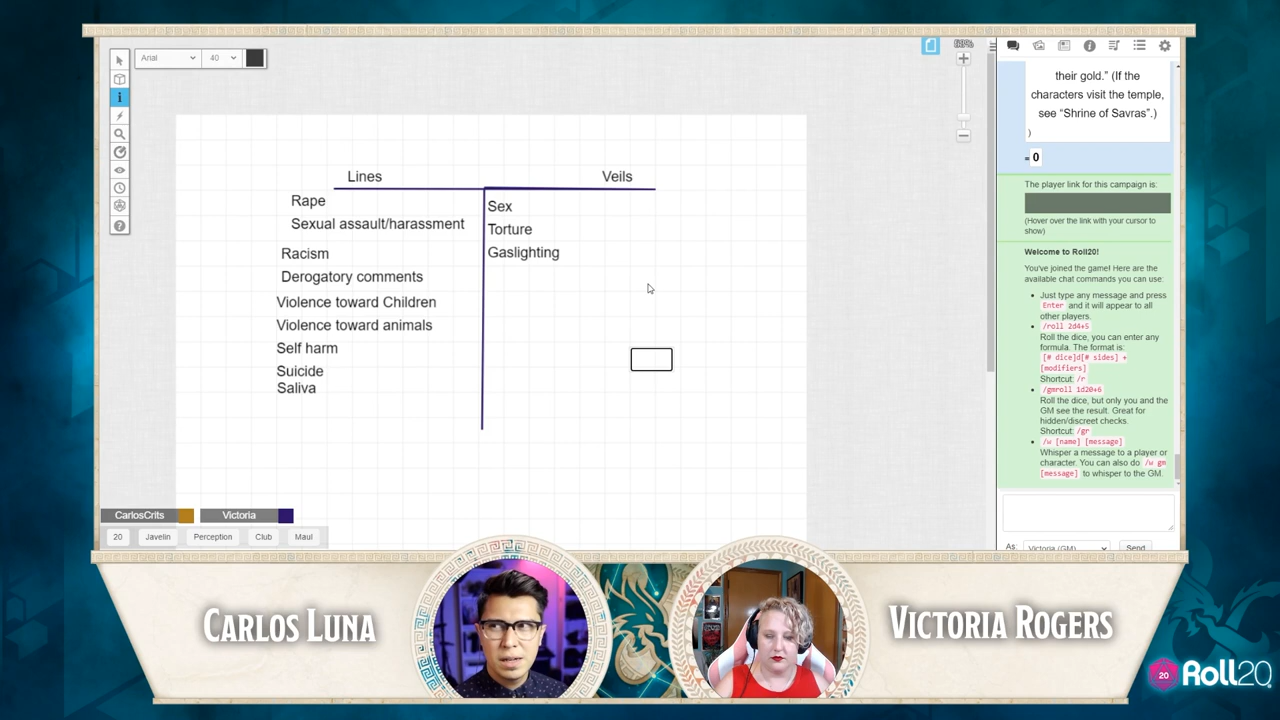 Arial
40
their gold." (If the
characters visit the temple,
see "Shrine of Savras".)
)
= 0
Lines
Veils
Rape
Sexual assault/harassment
Racism
Derogatory comments
Violence toward Children
Violence toward animals
Self harm
Suicide
Saliva
Sex
Torture
Gaslighting
The player link for this campaign is:
(Hover over the link with your cursor to
show)
Welcome to Roll20!
You've joined the game! Here are the
available chat commands you can use:
Just type any message and press
Enter and it will appear to all
other players.
/roll 2d4+5
Roll the dice, you can enter any
formula. The format is:
[# dice]d[# sides] +
[modifiers]
Shortcut: /r
/gmroll 1d20+6
Roll the dice, but only you and the
GM see the result. Great for
hidden/discreet checks.
Shortcut: /gr
/w [name] [message]
Whisper a message to a player or
character. You can also do /w gm
[message] to whisper to the GM.
CarlosCrits
Victoria
20
Javelin
Perception
Club
Maul
As:
Victoria (GM)
Send
CARLOS LUNA
VICTORIA ROGERS
20
Roll20